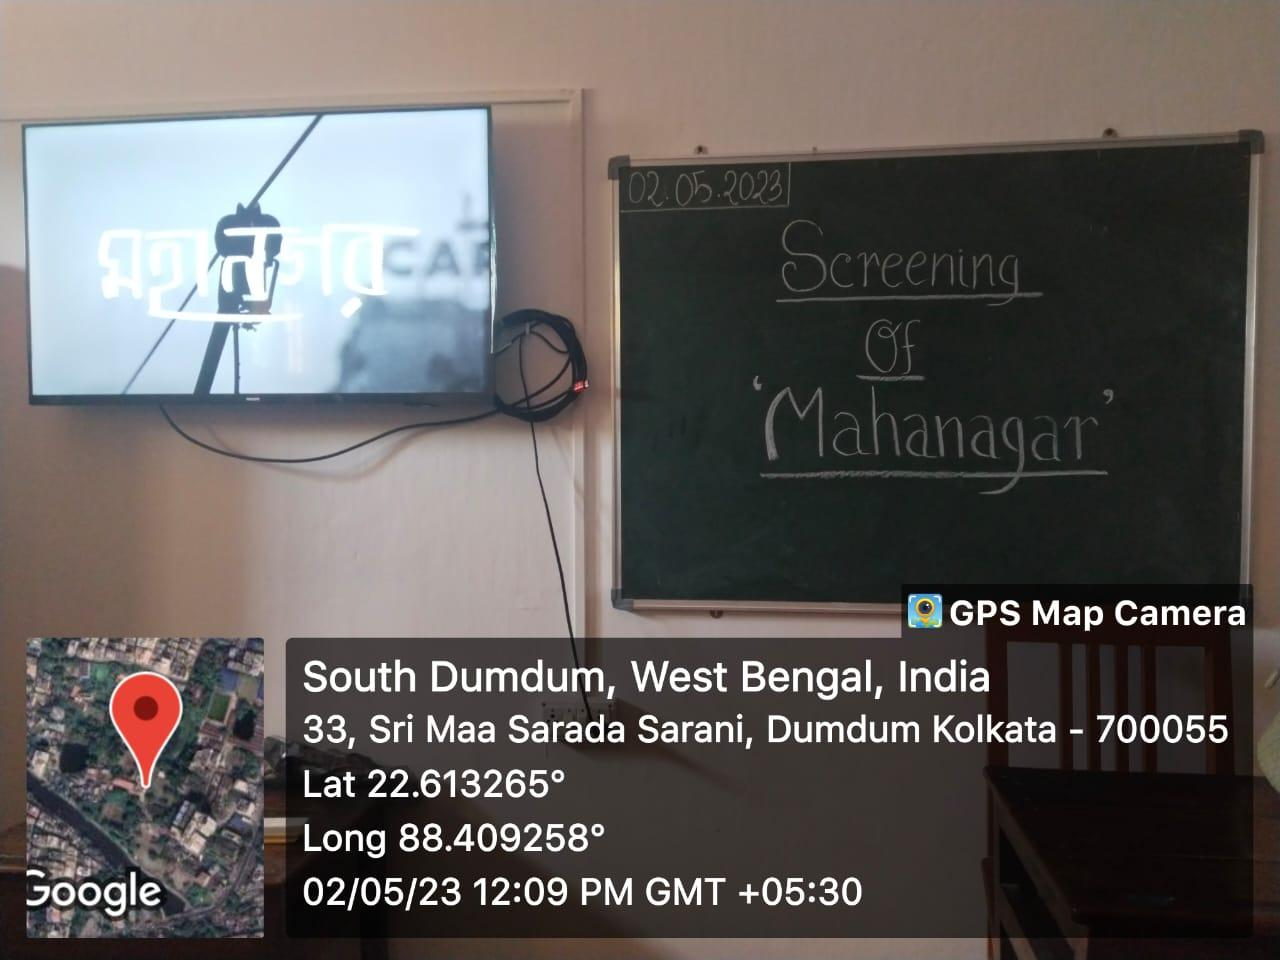 মহানগর
CAF
02.05.2023
Screening
Of
'Mahanagar'
GPS Map Camera
South Dumdum, West Bengal, India
33, Sri Maa Sarada Sarani, Dumdum Kolkata - 700055
Lat 22.613265°
Long 88.409258°
02/05/23 12:09 PM GMT +05:30
Google